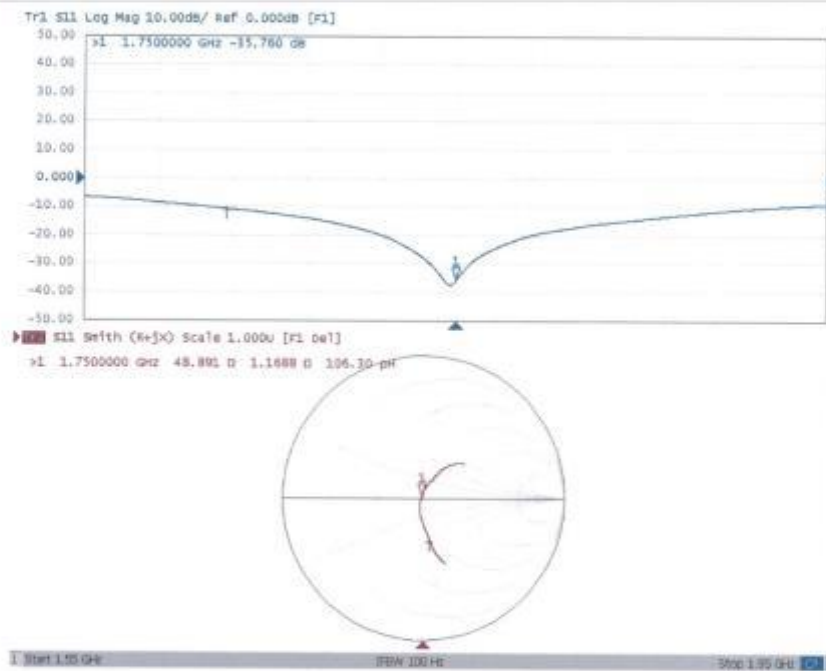 Tr1 S11 Log Mag 10.00dB/ Ref 0.000dB [F1]
50.00
>1 1.7500000 GHz -35.760 dB
40.00
30.00
20.00
10.00
0.000
-10.00
-20.00
-30.00
-40.00
-50.00
1
S11 Smith (R+jX) Scale 1.000U [F1 Del]
>1 1.7500000 GHz 48.891 Ω 1.1688 Ω 106.30 pH
1
1 Start 1.55 GHz IFBW 100 Hz Stop 1.95 GHz